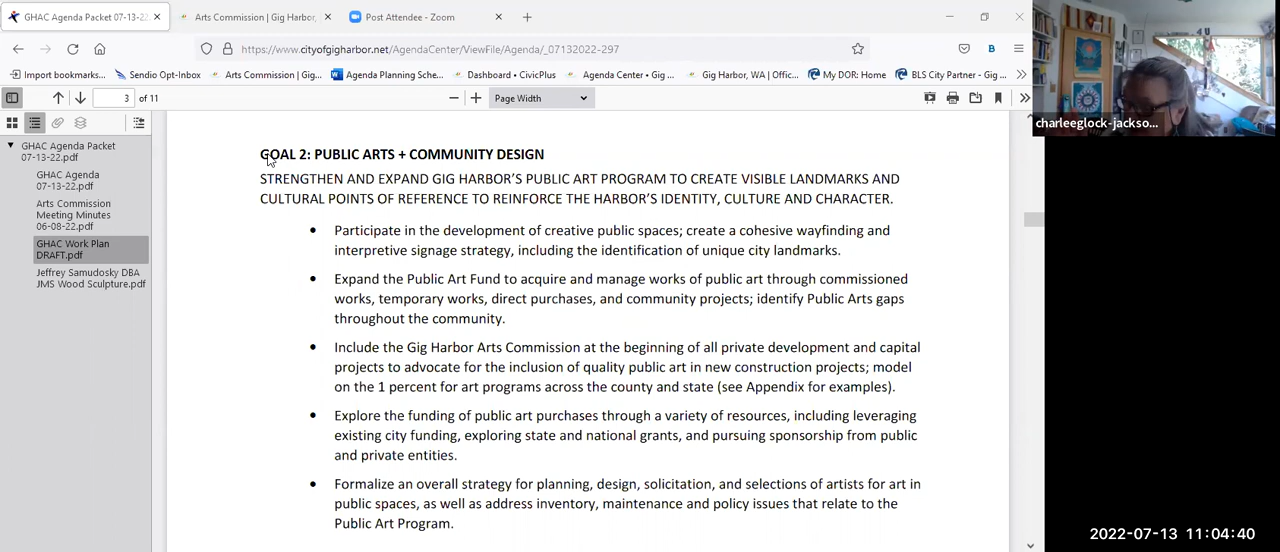 GHAC Agenda Packet 07-13-22
Arts Commission | Gig Harbor,
Post Attendee - Zoom
https://www.cityofgigharbor.net/AgendaCenter/ViewFile/Agenda/_07132022-297
Import bookmarks... Sendio Opt-Inbox Arts Commission | Gig... Agenda Planning Sche... Dashboard • CivicPlus Agenda Center • Gig ... Gig Harbor, WA | Offic... My DOR: Home BLS City Partner - Gig ...
3 of 11 Page Width
charleeglock-jackso...
GHAC Agenda Packet
07-13-22.pdf
GHAC Agenda
07-13-22.pdf
Arts Commission
Meeting Minutes
06-08-22.pdf
GHAC Work Plan
DRAFT.pdf
Jeffrey Samudosky DBA
JMS Wood Sculpture.pdf
GOAL 2: PUBLIC ARTS + COMMUNITY DESIGN
STRENGTHEN AND EXPAND GIG HARBOR'S PUBLIC ART PROGRAM TO CREATE VISIBLE LANDMARKS AND
CULTURAL POINTS OF REFERENCE TO REINFORCE THE HARBOR'S IDENTITY, CULTURE AND CHARACTER.
• Participate in the development of creative public spaces; create a cohesive wayfinding and
interpretive signage strategy, including the identification of unique city landmarks.
• Expand the Public Art Fund to acquire and manage works of public art through commissioned
works, temporary works, direct purchases, and community projects; identify Public Arts gaps
throughout the community.
• Include the Gig Harbor Arts Commission at the beginning of all private development and capital
projects to advocate for the inclusion of quality public art in new construction projects; model
on the 1 percent for art programs across the county and state (see Appendix for examples).
• Explore the funding of public art purchases through a variety of resources, including leveraging
existing city funding, exploring state and national grants, and pursuing sponsorship from public
and private entities.
• Formalize an overall strategy for planning, design, solicitation, and selections of artists for art in
public spaces, as well as address inventory, maintenance and policy issues that relate to the
Public Art Program.
2022-07-13 11:04:40